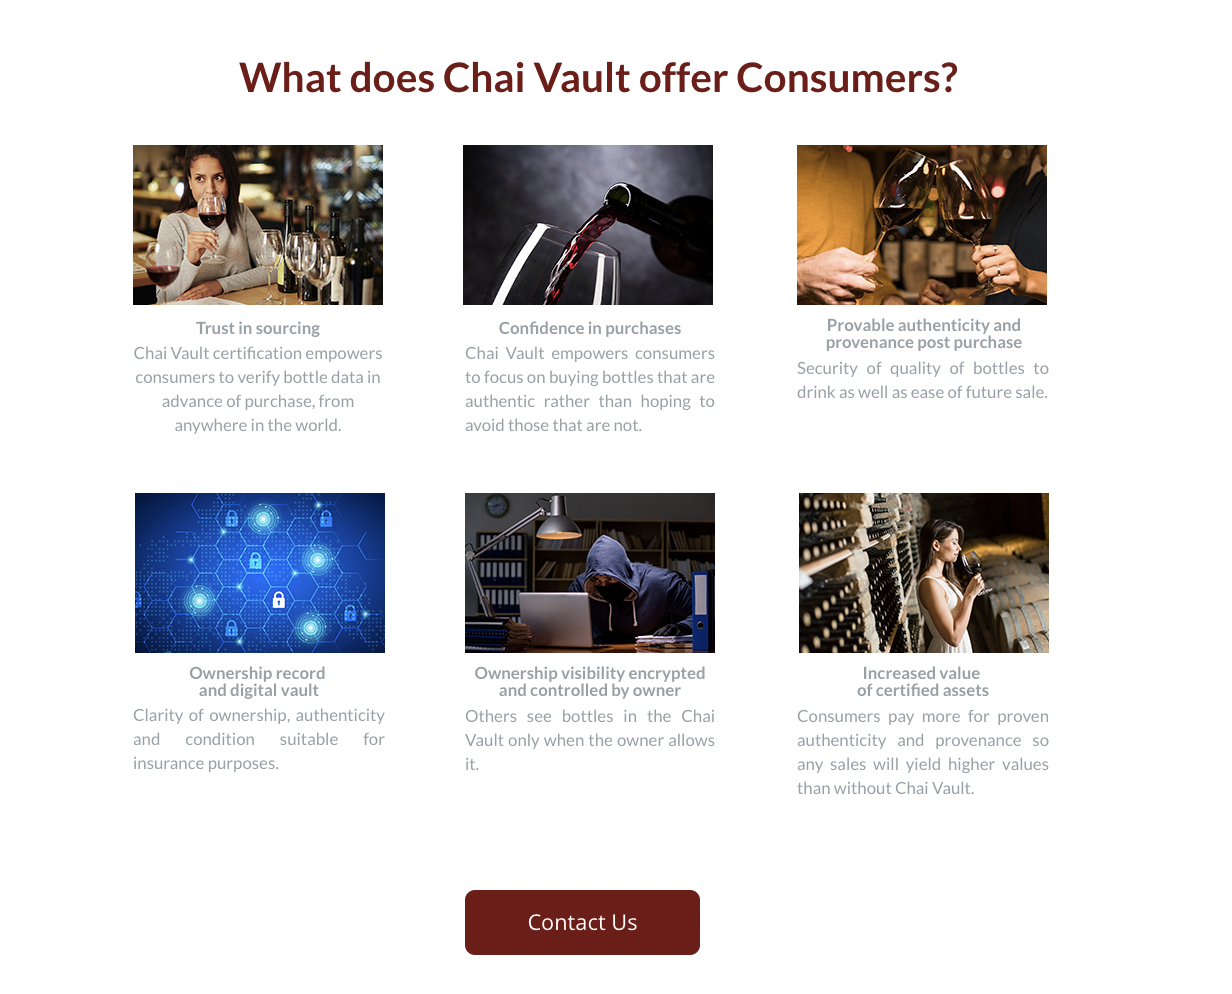 What does Chai Vault offer Consumers?
Trust in sourcing
Chai Vault certification empowers
consumers to verify bottle data in
advance of purchase, from
anywhere in the world.
Confidence in purchases
Chai Vault empowers consumers
to focus on buying bottles that are
authentic rather than hoping to
avoid those that are not.
Provable authenticity and
provenance post purchase
Security of quality of bottles to
drink as well as ease of future sale.
Ownership record
and digital vault
Clarity of ownership, authenticity
and condition suitable for
insurance purposes.
Ownership visibility encrypted
and controlled by owner
Others see bottles in the Chai
Vault only when the owner allows
it.
Increased value
of certified assets
Consumers pay more for proven
authenticity and provenance so
any sales will yield higher values
than without Chai Vault.
Contact Us